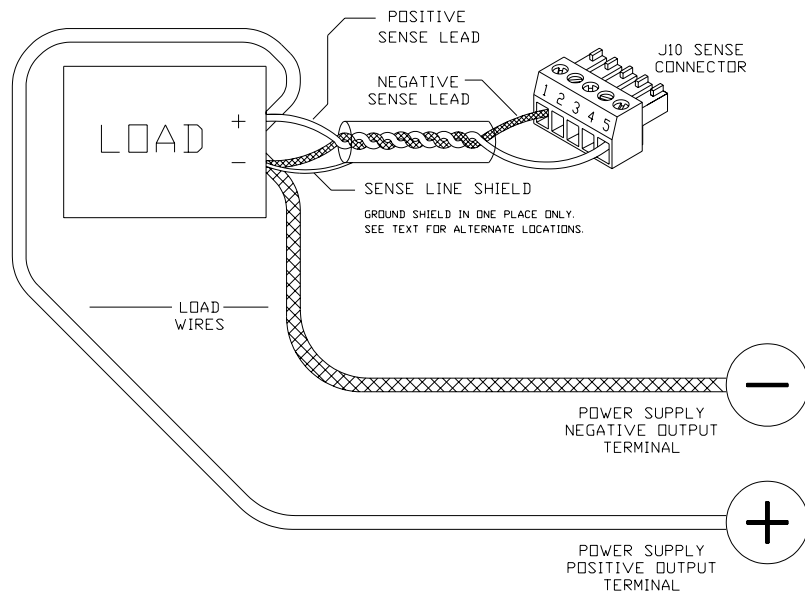 POSITIVE
SENSE LEAD
J10 SENSE
CONNECTOR
NEGATIVE
SENSE LEAD
1 2 3 4 5
LOAD
+
−
SENSE LINE SHIELD
GROUND SHIELD IN ONE PLACE ONLY.
SEE TEXT FOR ALTERNATE LOCATIONS.
LOAD
WIRES
−
POWER SUPPLY
NEGATIVE OUTPUT
TERMINAL
+
POWER SUPPLY
POSITIVE OUTPUT
TERMINAL